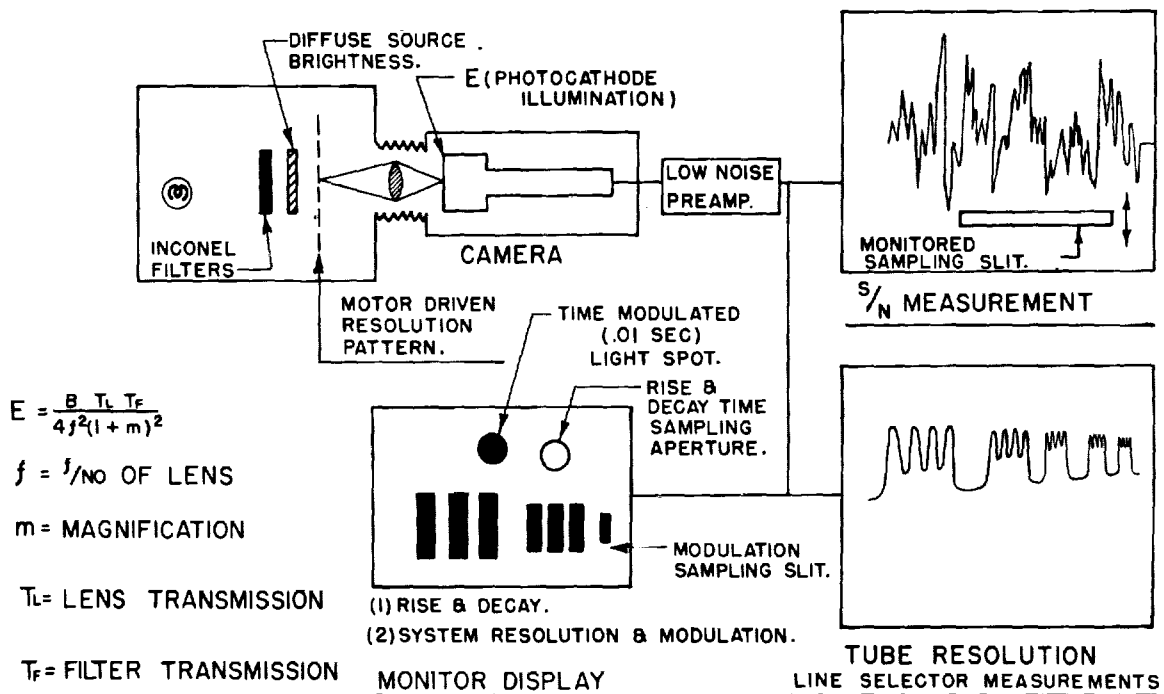 DIFFUSE SOURCE
BRIGHTNESS.
E (PHOTOCATHODE
ILLUMINATION)
INCONEL
FILTERS
CAMERA
LOW NOISE
PREAMP.
MONITORED
SAMPLING SLIT.
S/N MEASUREMENT
MOTOR DRIVEN
RESOLUTION
PATTERN.
TIME MODULATED
(.01 SEC)
LIGHT SPOT.
RISE &
DECAY TIME
SAMPLING
APERTURE.
MODULATION
SAMPLING SLIT.
E = B TL TF / 4f²(1 + m)²
f = f/NO OF LENS
m = MAGNIFICATION
TL= LENS TRANSMISSION
TF= FILTER TRANSMISSION
(1) RISE & DECAY.
(2) SYSTEM RESOLUTION & MODULATION.
MONITOR DISPLAY
TUBE RESOLUTION
LINE SELECTOR MEASUREMENTS